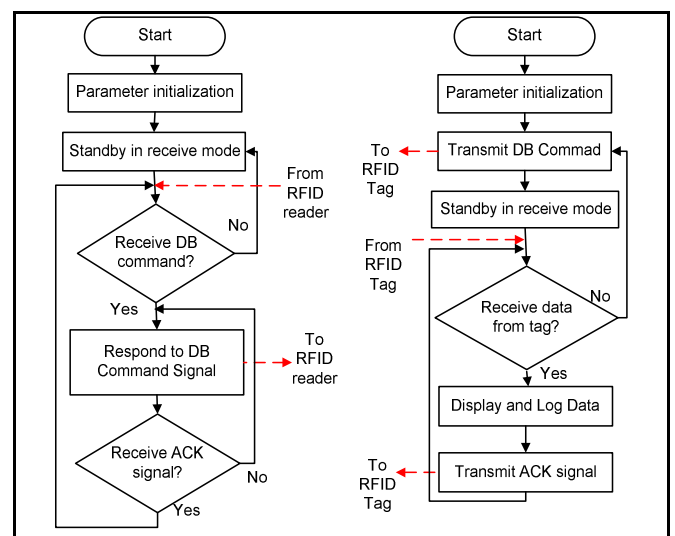 Start
Parameter initialization
Standby in receive mode
From
RFID
reader
No
Receive DB
command?
Yes
Respond to DB
Command Signal
To
RFID
reader
Receive ACK
signal?
No
Yes
Start
Parameter initialization
To
RFID
Tag
Transmit DB Commad
Standby in receive mode
From
RFID
Tag
No
Receive data
from tag?
Yes
Display and Log Data
To
RFID
Tag
Transmit ACK signal